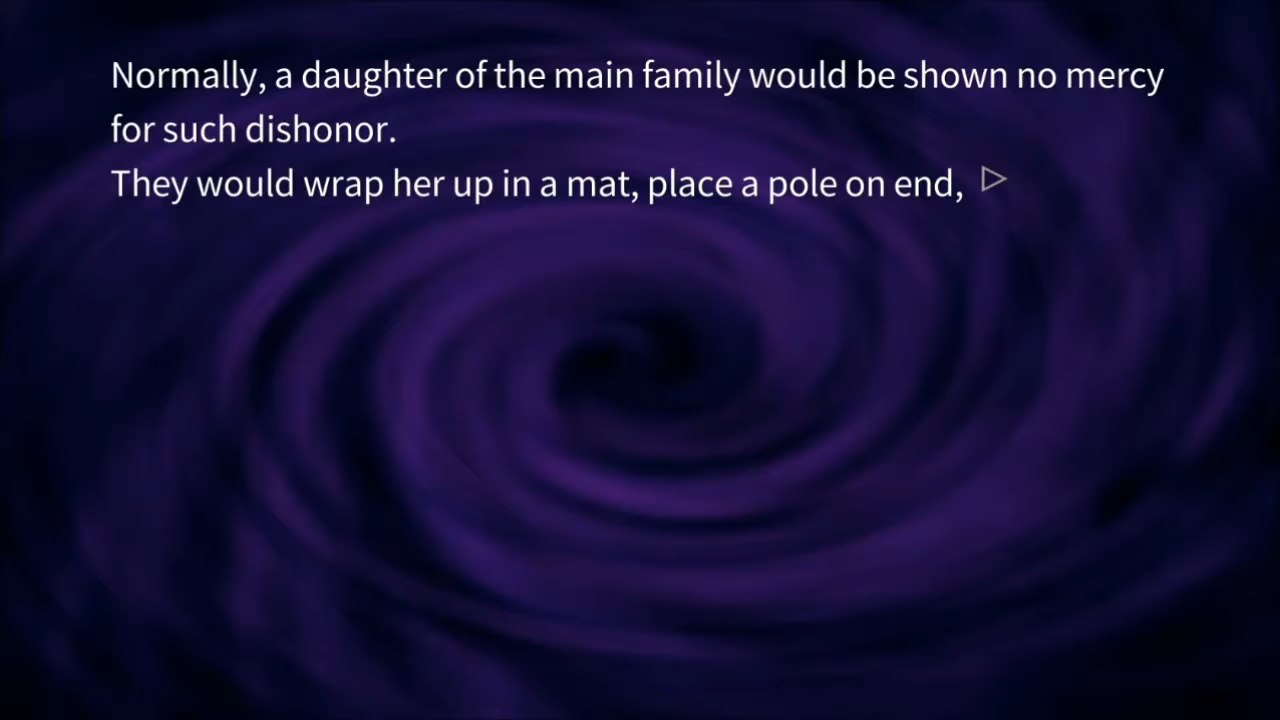 Normally, a daughter of the main family would be shown no mercy
for such dishonor.
They would wrap her up in a mat, place a pole on end,